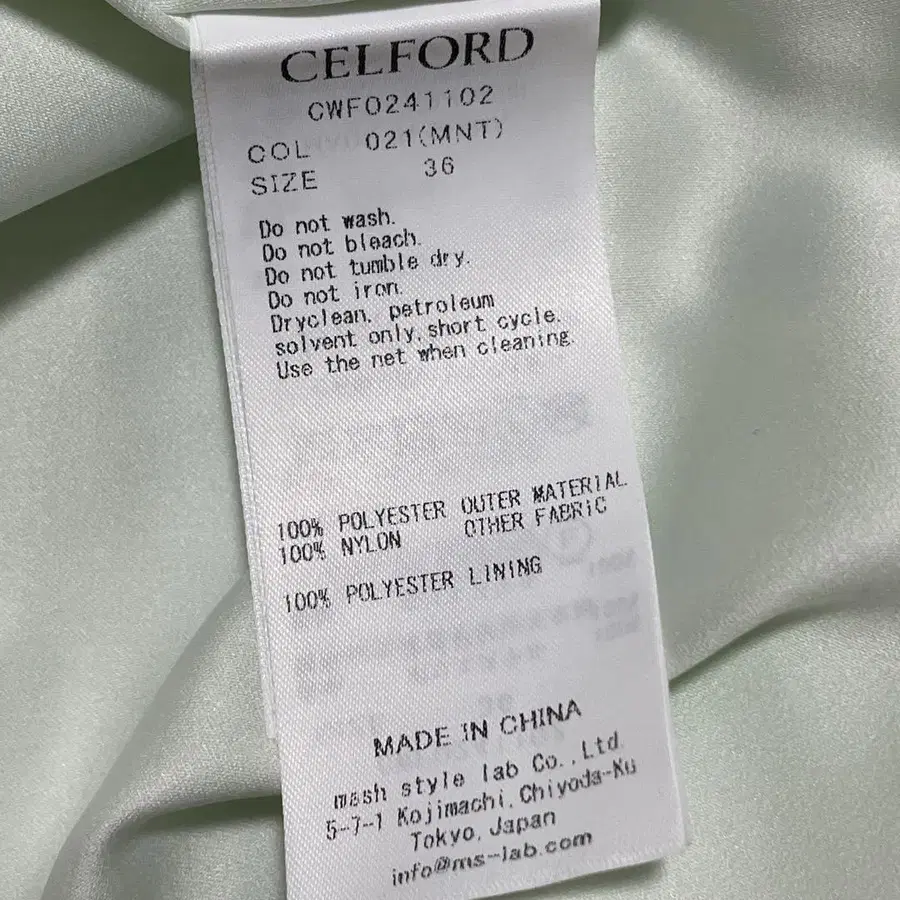 CELFORD
CWF0241102
COL 021(MNT)
SIZE 36
Do not wash.
Do not bleach.
Do not tumble dry.
Do not iron.
Dryclean, petroleum
solvent only, short cycle.
Use the net when cleaning.
100% POLYESTER OUTER MATERIAL
100% NYLON OTHER FABRIC
100% POLYESTER LINING
MADE IN CHINA
mash style lab Co.,Ltd.
5-7-1 Kojimachi, Chiyoda-Ku
Tokyo, Japan
info@ms-lab.com